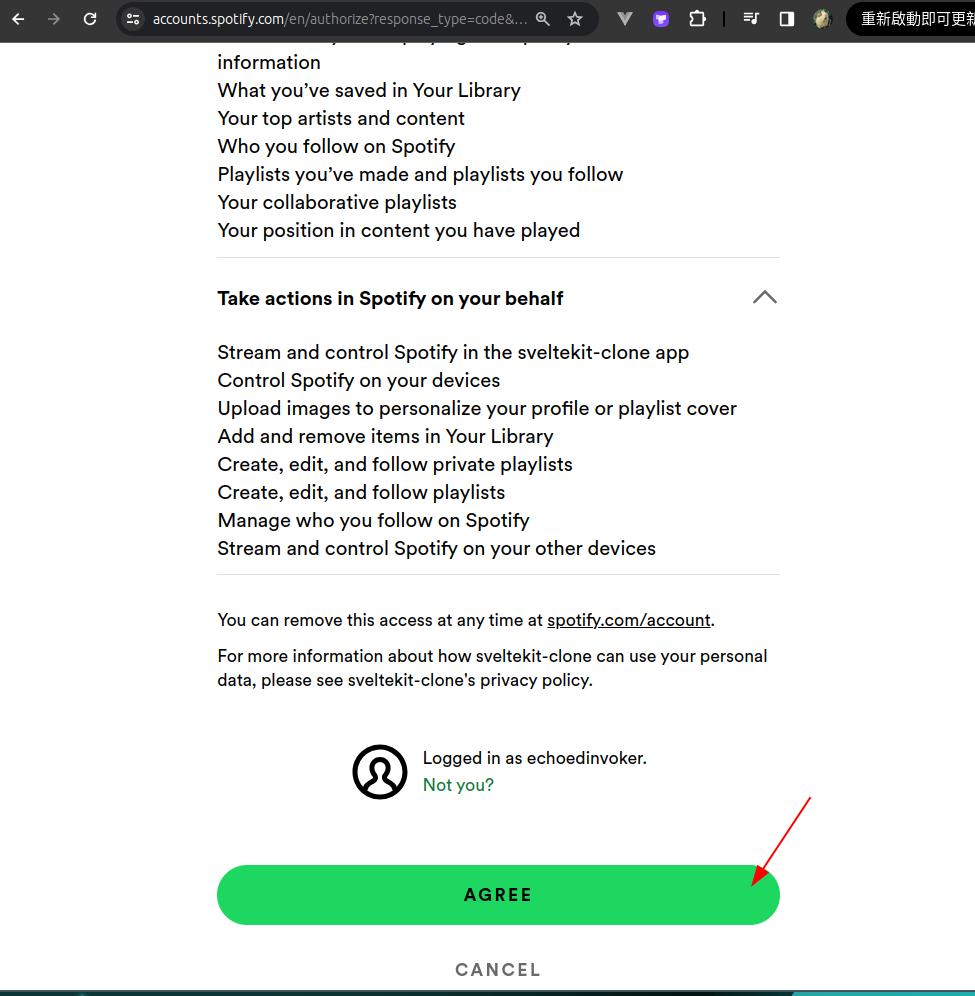 accounts.spotify.com/en/authorize?response_type=code&...
重新啟動即可更新
information
What you’ve saved in Your Library
Your top artists and content
Who you follow on Spotify
Playlists you’ve made and playlists you follow
Your collaborative playlists
Your position in content you have played
Take actions in Spotify on your behalf
Stream and control Spotify in the sveltekit-clone app
Control Spotify on your devices
Upload images to personalize your profile or playlist cover
Add and remove items in Your Library
Create, edit, and follow private playlists
Create, edit, and follow playlists
Manage who you follow on Spotify
Stream and control Spotify on your other devices
You can remove this access at any time at spotify.com/account.
For more information about how sveltekit-clone can use your personal
data, please see sveltekit-clone's privacy policy.
Logged in as echoedinvoker.
Not you?
AGREE
CANCEL